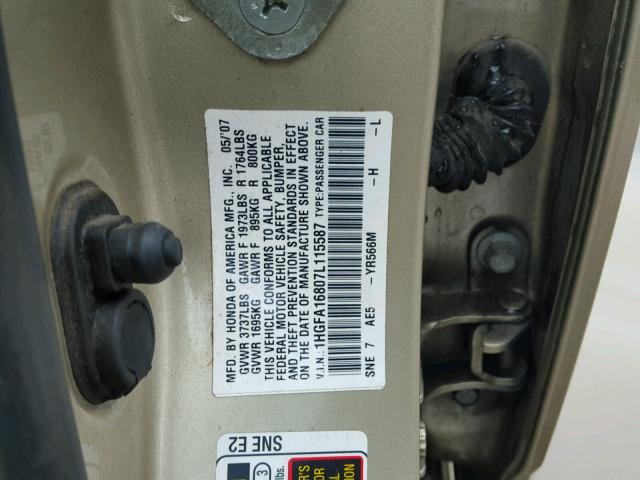 MFD. BY HONDA OF AMERICA MFG., INC. 05/07
GVWR 3737LBS GAWR F 1973LBS R 1764LBS
GVWR 1695KG GAWR F 895KG R 800KG
THIS VEHICLE CONFORMS TO ALL APPLICABLE
FEDERAL MOTOR VEHICLE SAFETY, BUMPER,
AND THEFT PREVENTION STANDARDS IN EFFECT
ON THE DATE OF MANUFACTURE SHOWN ABOVE.
V.I.N.: 1HGFA16807L115587 TYPE:PASSENGER CAR
SNE 7 AE5 -YR566M -H -L
SNE E2
3
lbs.